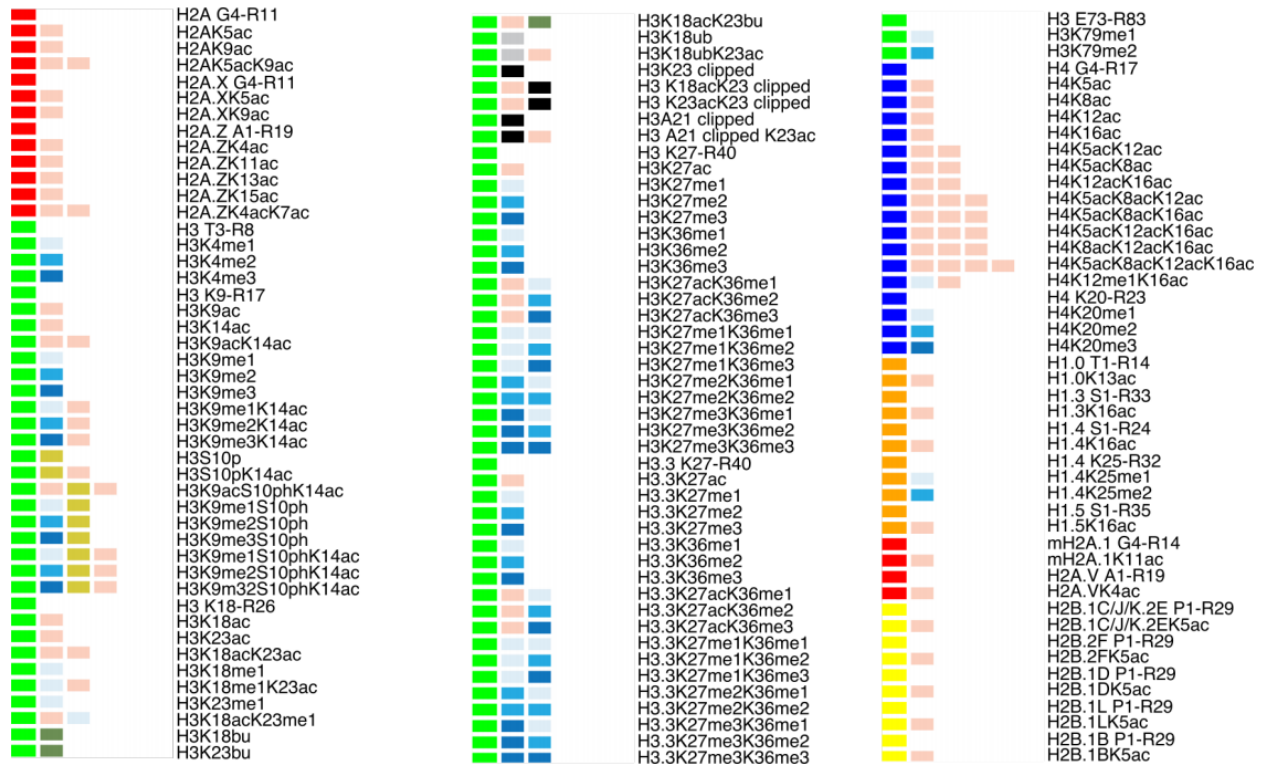 H2A G4-R11
H2AK5ac
H2AK9ac
H2AK5acK9ac
H2A.X G4-R11
H2A.XK5ac
H2A.XK9ac
H2A.Z A1-R19
H2A.ZK4ac
H2A.ZK11ac
H2A.ZK13ac
H2A.ZK15ac
H2A.ZK4acK7ac
H3 T3-R8
H3K4me1
H3K4me2
H3K4me3
H3 K9-R17
H3K9ac
H3K14ac
H3K9acK14ac
H3K9me1
H3K9me2
H3K9me3
H3K9me1K14ac
H3K9me2K14ac
H3K9me3K14ac
H3S10p
H3S10pK14ac
H3K9acS10phK14ac
H3K9me1S10ph
H3K9me2S10ph
H3K9me3S10ph
H3K9me1S10phK14ac
H3K9me2S10phK14ac
H3K9m32S10phK14ac
H3 K18-R26
H3K18ac
H3K23ac
H3K18acK23ac
H3K18me1
H3K18me1K23ac
H3K23me1
H3K18acK23me1
H3K18bu
H3K23bu
H3K18acK23bu
H3K18ub
H3K18ubK23ac
H3K23 clipped
H3 K18acK23 clipped
H3 K23acK23 clipped
H3A21 clipped
H3 A21 clipped K23ac
H3 K27-R40
H3K27ac
H3K27me1
H3K27me2
H3K27me3
H3K36me1
H3K36me2
H3K36me3
H3K27acK36me1
H3K27acK36me2
H3K27acK36me3
H3K27me1K36me1
H3K27me1K36me2
H3K27me1K36me3
H3K27me2K36me1
H3K27me2K36me2
H3K27me3K36me1
H3K27me3K36me2
H3K27me3K36me3
H3.3 K27-R40
H3.3K27ac
H3.3K27me1
H3.3K27me2
H3.3K27me3
H3.3K36me1
H3.3K36me2
H3.3K36me3
H3.3K27acK36me1
H3.3K27acK36me2
H3.3K27acK36me3
H3.3K27me1K36me1
H3.3K27me1K36me2
H3.3K27me1K36me3
H3.3K27me2K36me1
H3.3K27me2K36me2
H3.3K27me3K36me1
H3.3K27me3K36me2
H3.3K27me3K36me3
H3 E73-R83
H3K79me1
H3K79me2
H4 G4-R17
H4K5ac
H4K8ac
H4K12ac
H4K16ac
H4K5acK12ac
H4K5acK8ac
H4K12acK16ac
H4K5acK8acK12ac
H4K5acK8acK16ac
H4K5acK12acK16ac
H4K8acK12acK16ac
H4K5acK8acK12acK16ac
H4K12me1K16ac
H4 K20-R23
H4K20me1
H4K20me2
H4K20me3
H1.0 T1-R14
H1.0K13ac
H1.3 S1-R33
H1.3K16ac
H1.4 S1-R24
H1.4K16ac
H1.4 K25-R32
H1.4K25me1
H1.4K25me2
H1.5 S1-R35
H1.5K16ac
mH2A.1 G4-R14
mH2A.1K11ac
H2A.V A1-R19
H2A.VK4ac
H2B.1C/J/K.2E P1-R29
H2B.1C/J/K.2EK5ac
H2B.2F P1-R29
H2B.2FK5ac
H2B.1D P1-R29
H2B.1DK5ac
H2B.1L P1-R29
H2B.1LK5ac
H2B.1B P1-R29
H2B.1BK5ac